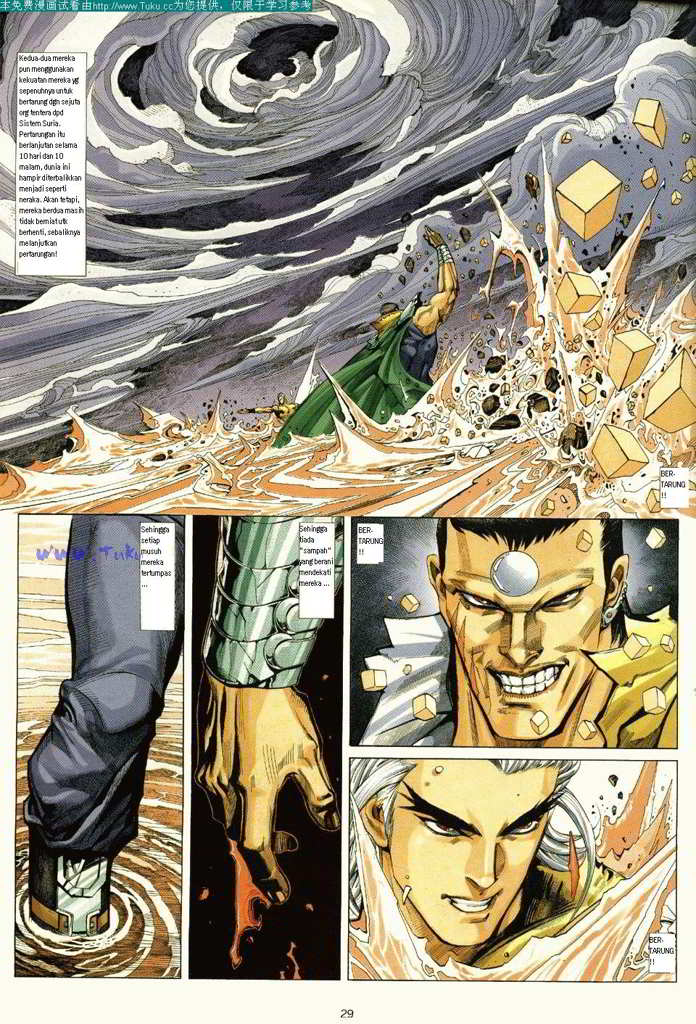 本免费漫画试看由http://www.Tuku.cc为您提供，仅限于学习参考
Kedua-dua mereka
pun menggunakan
kekuatan mereka yg
sepenuhnya untuk
bertarung dgn sejuta
org tentera dpd
Sistem Suria.
Pertarungan itu
berlanjutan selama
10 hari dan 10
malam, dunia ini
hampir diterbalikkan
menjadi seperti
neraka. Akan tetapi,
mereka berdua masih
tidak berniat utk
berhenti, sebaliknya
melanjutkan
pertarungan!
BER-
TARUNG
!!
Sehingga
setiap
musuh
mereka
tertumpas
...
www.Tuku
Sehingga
tiada
"sampah"
yang berani
mendekati
mereka ...
BER-
TARUNG
!!
BER-
TARUNG
!!
29